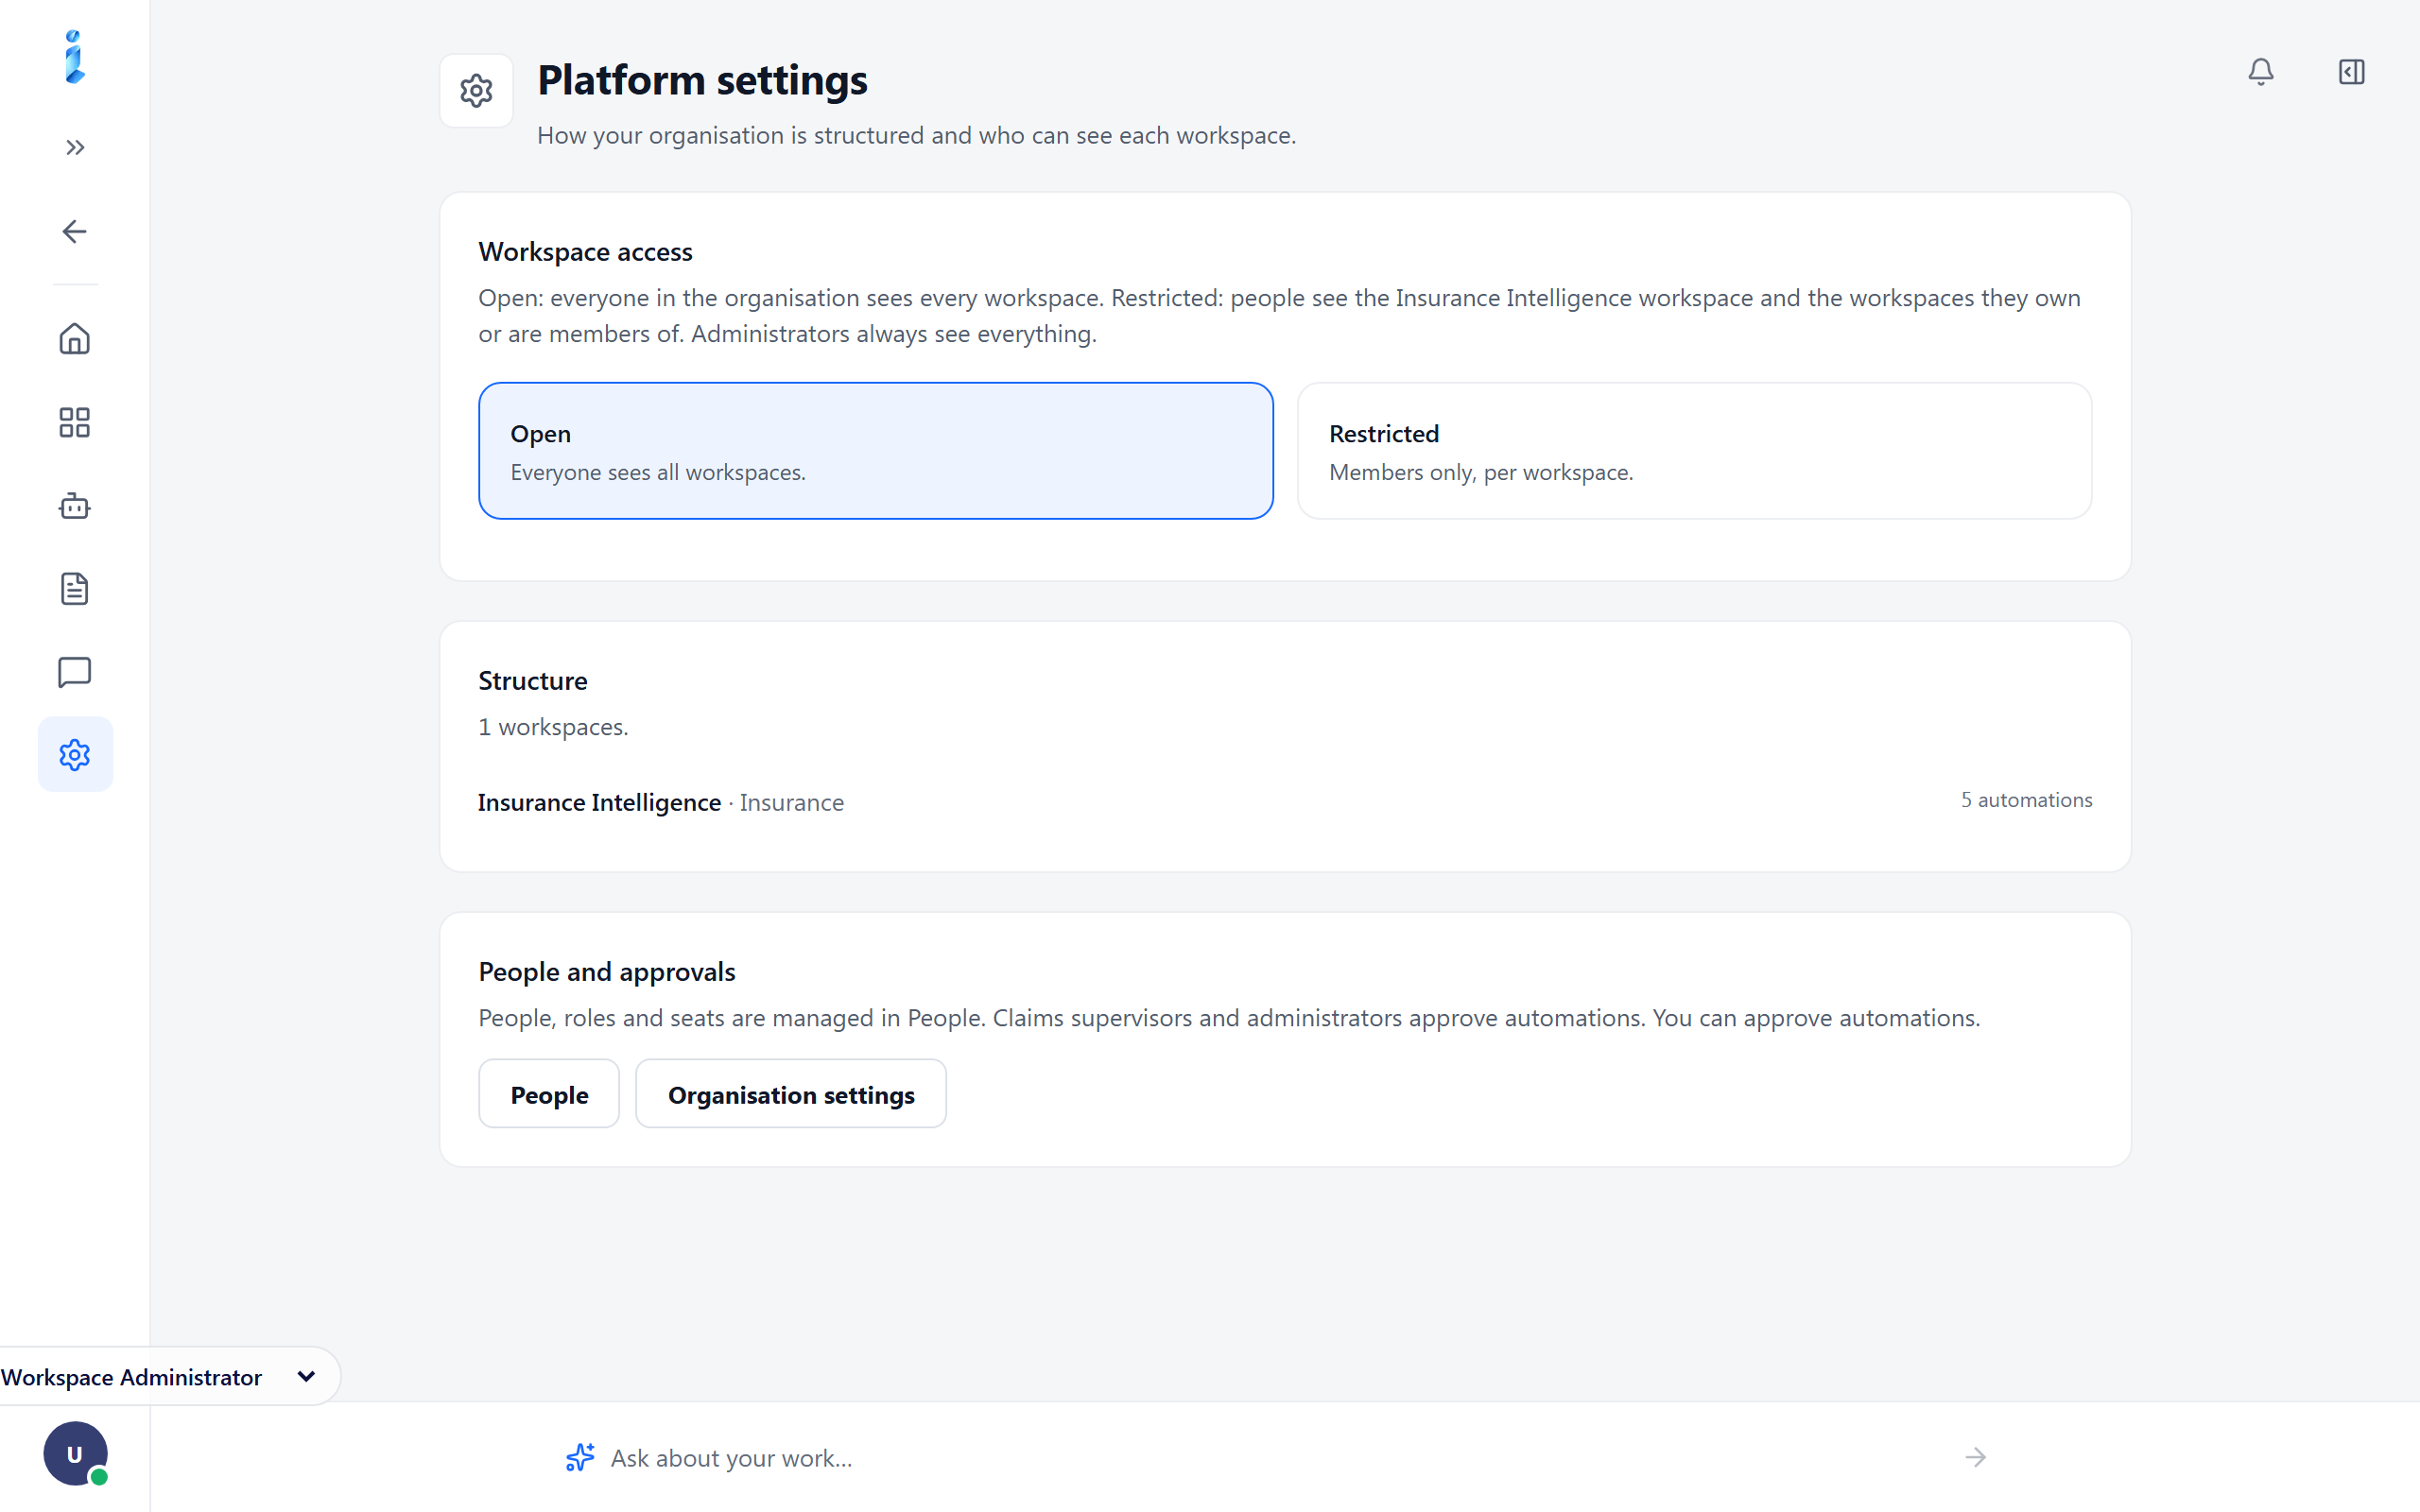 Platform settings
How your organisation is structured and who can see each workspace.
Workspace access
Open: everyone in the organisation sees every workspace. Restricted: people see the Insurance Intelligence workspace and the workspaces they own
or are members of. Administrators always see everything.
Open
Everyone sees all workspaces.
Restricted
Members only, per workspace.
Structure
1 workspaces.
Insurance Intelligence · Insurance
5 automations
People and approvals
People, roles and seats are managed in People. Claims supervisors and administrators approve automations. You can approve automations.
People
Organisation settings
Workspace Administrator
U
Ask about your work...